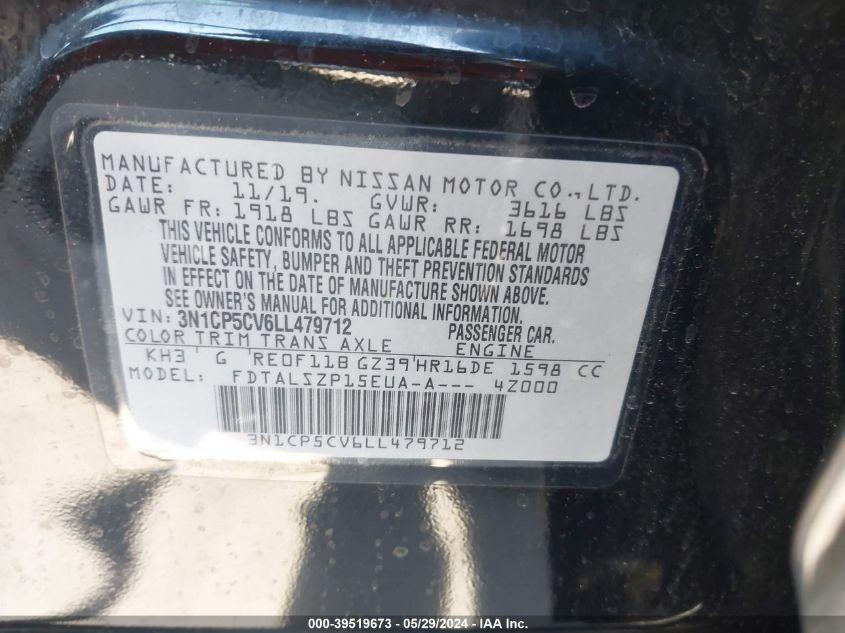 MANUFACTURED BY NISSAN MOTOR CO., LTD.
DATE: 11/19. GVWR: 3616 LBS
GAWR FR: 1918 LBS GAWR RR: 1698 LBS
THIS VEHICLE CONFORMS TO ALL APPLICABLE FEDERAL MOTOR
VEHICLE SAFETY, BUMPER AND THEFT PREVENTION STANDARDS
IN EFFECT ON THE DATE OF MANUFACTURE SHOWN ABOVE.
SEE OWNER'S MANUAL FOR ADDITIONAL INFORMATION.
VIN: 3N1CP5CV6LL479712 PASSENGER CAR.
COLOR TRIM TRANS AXLE ENGINE
KH3 ' G 'RE0F11B GZ39'HR16DE 1598 CC
MODEL: FDTALSZP15EUA-A--- 4Z000
3N1CP5CV6LL479712
000-39519673 - 05/29/2024 - IAAI, Inc.